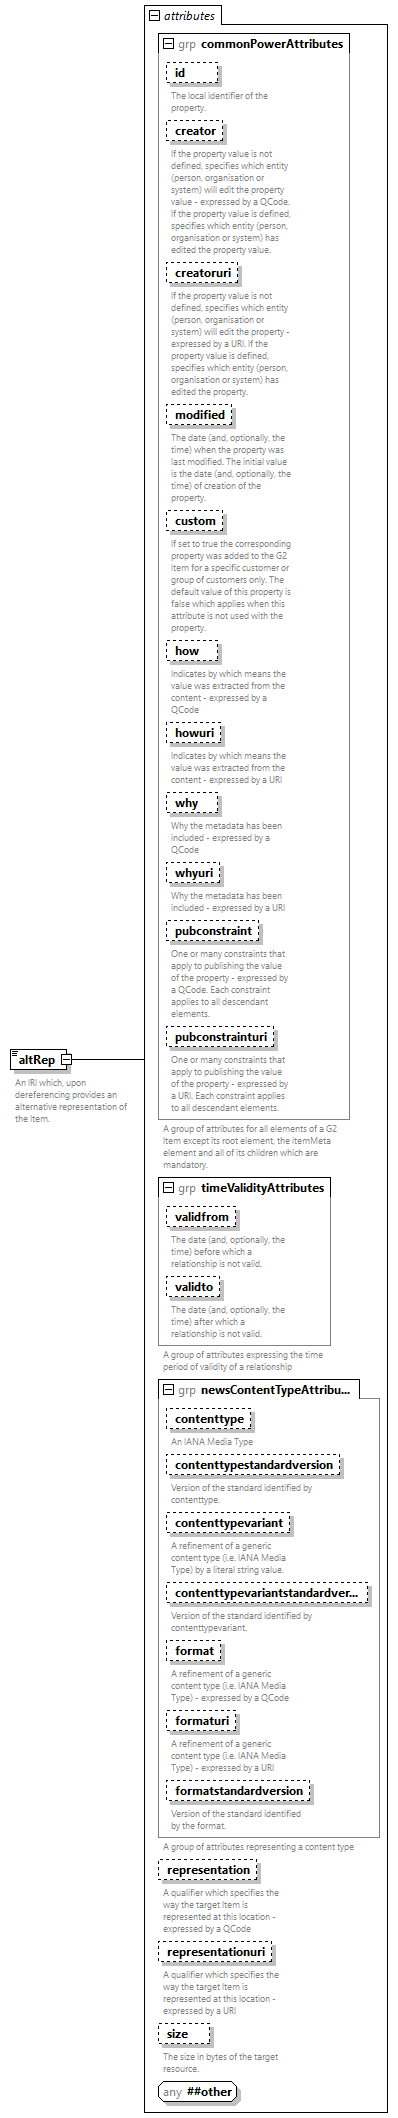 attributes
grp commonPowerAttributes
id
The local identifier of the
property.
creator
If the property value is not
defined, specifies which entity
(person, organisation or
system) will edit the property
value - expressed by a QCode.
If the property value is defined,
specifies which entity (person,
organisation or system) has
edited the property value.
creatoruri
If the property value is not
defined, specifies which entity
(person, organisation or
system) will edit the property -
expressed by a URI. If the
property value is defined,
specifies which entity (person,
organisation or system) has
edited the property.
modified
The date (and, optionally, the
time) when the property was
last modified. The initial value
is the date (and, optionally, the
time) of creation of the
property.
custom
If set to true the corresponding
property was added to the G2
Item for a specific customer or
group of customers only. The
default value of this property is
false which applies when this
attribute is not used with the
property.
how
Indicates by which means the
value was extracted from the
content - expressed by a
QCode
howuri
Indicates by which means the
value was extracted from the
content - expressed by a URI
why
Why the metadata has been
included - expressed by a
QCode
whyuri
Why the metadata has been
included - expressed by a URI
pubconstraint
One or many constraints that
apply to publishing the value
of the property - expressed by
a QCode. Each constraint
applies to all descendant
elements.
pubconstrainturi
One or many constraints that
apply to publishing the value
of the property - expressed by
a URI. Each constraint applies
to all descendant elements.
altRep
An IRI which, upon
dereferencing provides an
alternative representation of
the Item.
A group of attributes for all elements of a G2
Item except its root element, the itemMeta
element and all of its children which are
mandatory.
grp timeValidityAttributes
validfrom
The date (and, optionally, the
time) before which a
relationship is not valid.
validto
The date (and, optionally, the
time) after which a
relationship is not valid.
A group of attributes expressing the time
period of validity of a relationship
grp newsContentTypeAttribu...
contenttype
An IANA Media Type
contenttypestandardversion
Version of the standard identified by
contenttype.
contenttypevariant
A refinement of a generic
content type (i.e. IANA Media
Type) by a literal string value.
contenttypevariantstandardver...
Version of the standard identified by
contenttypevariant.
format
A refinement of a generic
content type (i.e. IANA Media
Type) - expressed by a QCode
formaturi
A refinement of a generic
content type (i.e. IANA Media
Type) - expressed by a URI
formatstandardversion
Version of the standard identified
by the format.
A group of attributes representing a content type
representation
A qualifier which specifies the
way the target Item is
represented at this location -
expressed by a QCode
representationuri
A qualifier which specifies the
way the target Item is
represented at this location -
expressed by a URI
size
The size in bytes of the target
resource.
any ##other